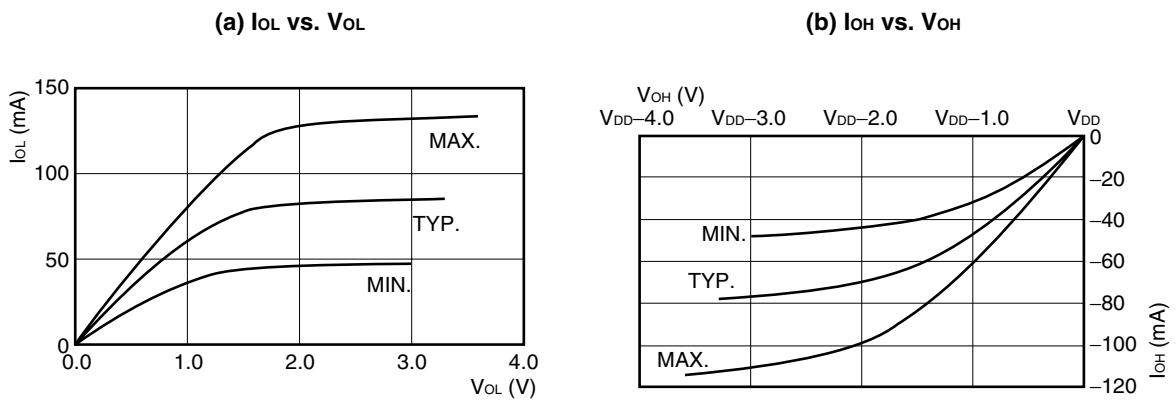 (a) IOL vs. VOL
IOL (mA)
150
100
50
0
MAX.
TYP.
MIN.
0.0 1.0 2.0 3.0 4.0
VOL (V)
(b) IOH vs. VOH
VOH (V)
VDD−4.0 VDD−3.0 VDD−2.0 VDD−1.0 VDD
0
−20
−40
−60
−80
−100
−120
MIN.
TYP.
MAX.
IOH (mA)